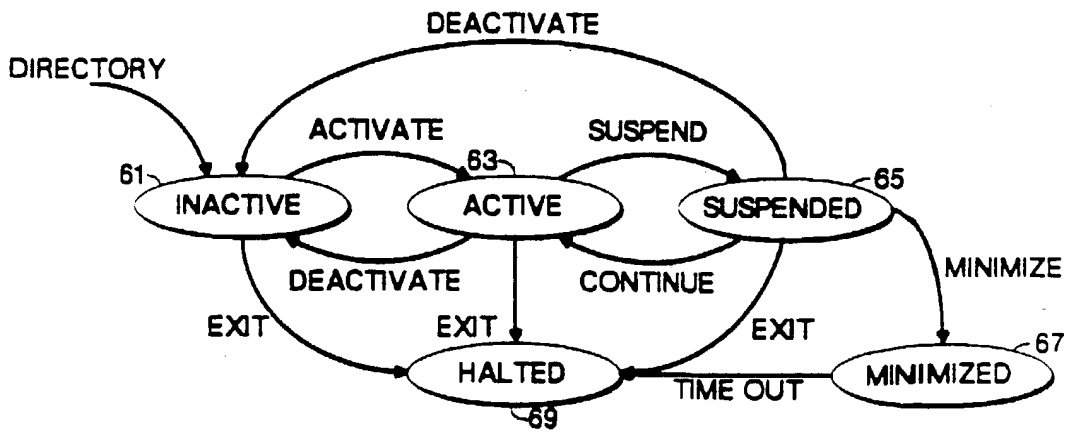 DEACTIVATE
DIRECTORY
ACTIVATE
SUSPEND
61
63
65
INACTIVE
ACTIVE
SUSPENDED
DEACTIVATE
CONTINUE
MINIMIZE
EXIT
EXIT
EXIT
67
HALTED
TIME OUT
MINIMIZED
69